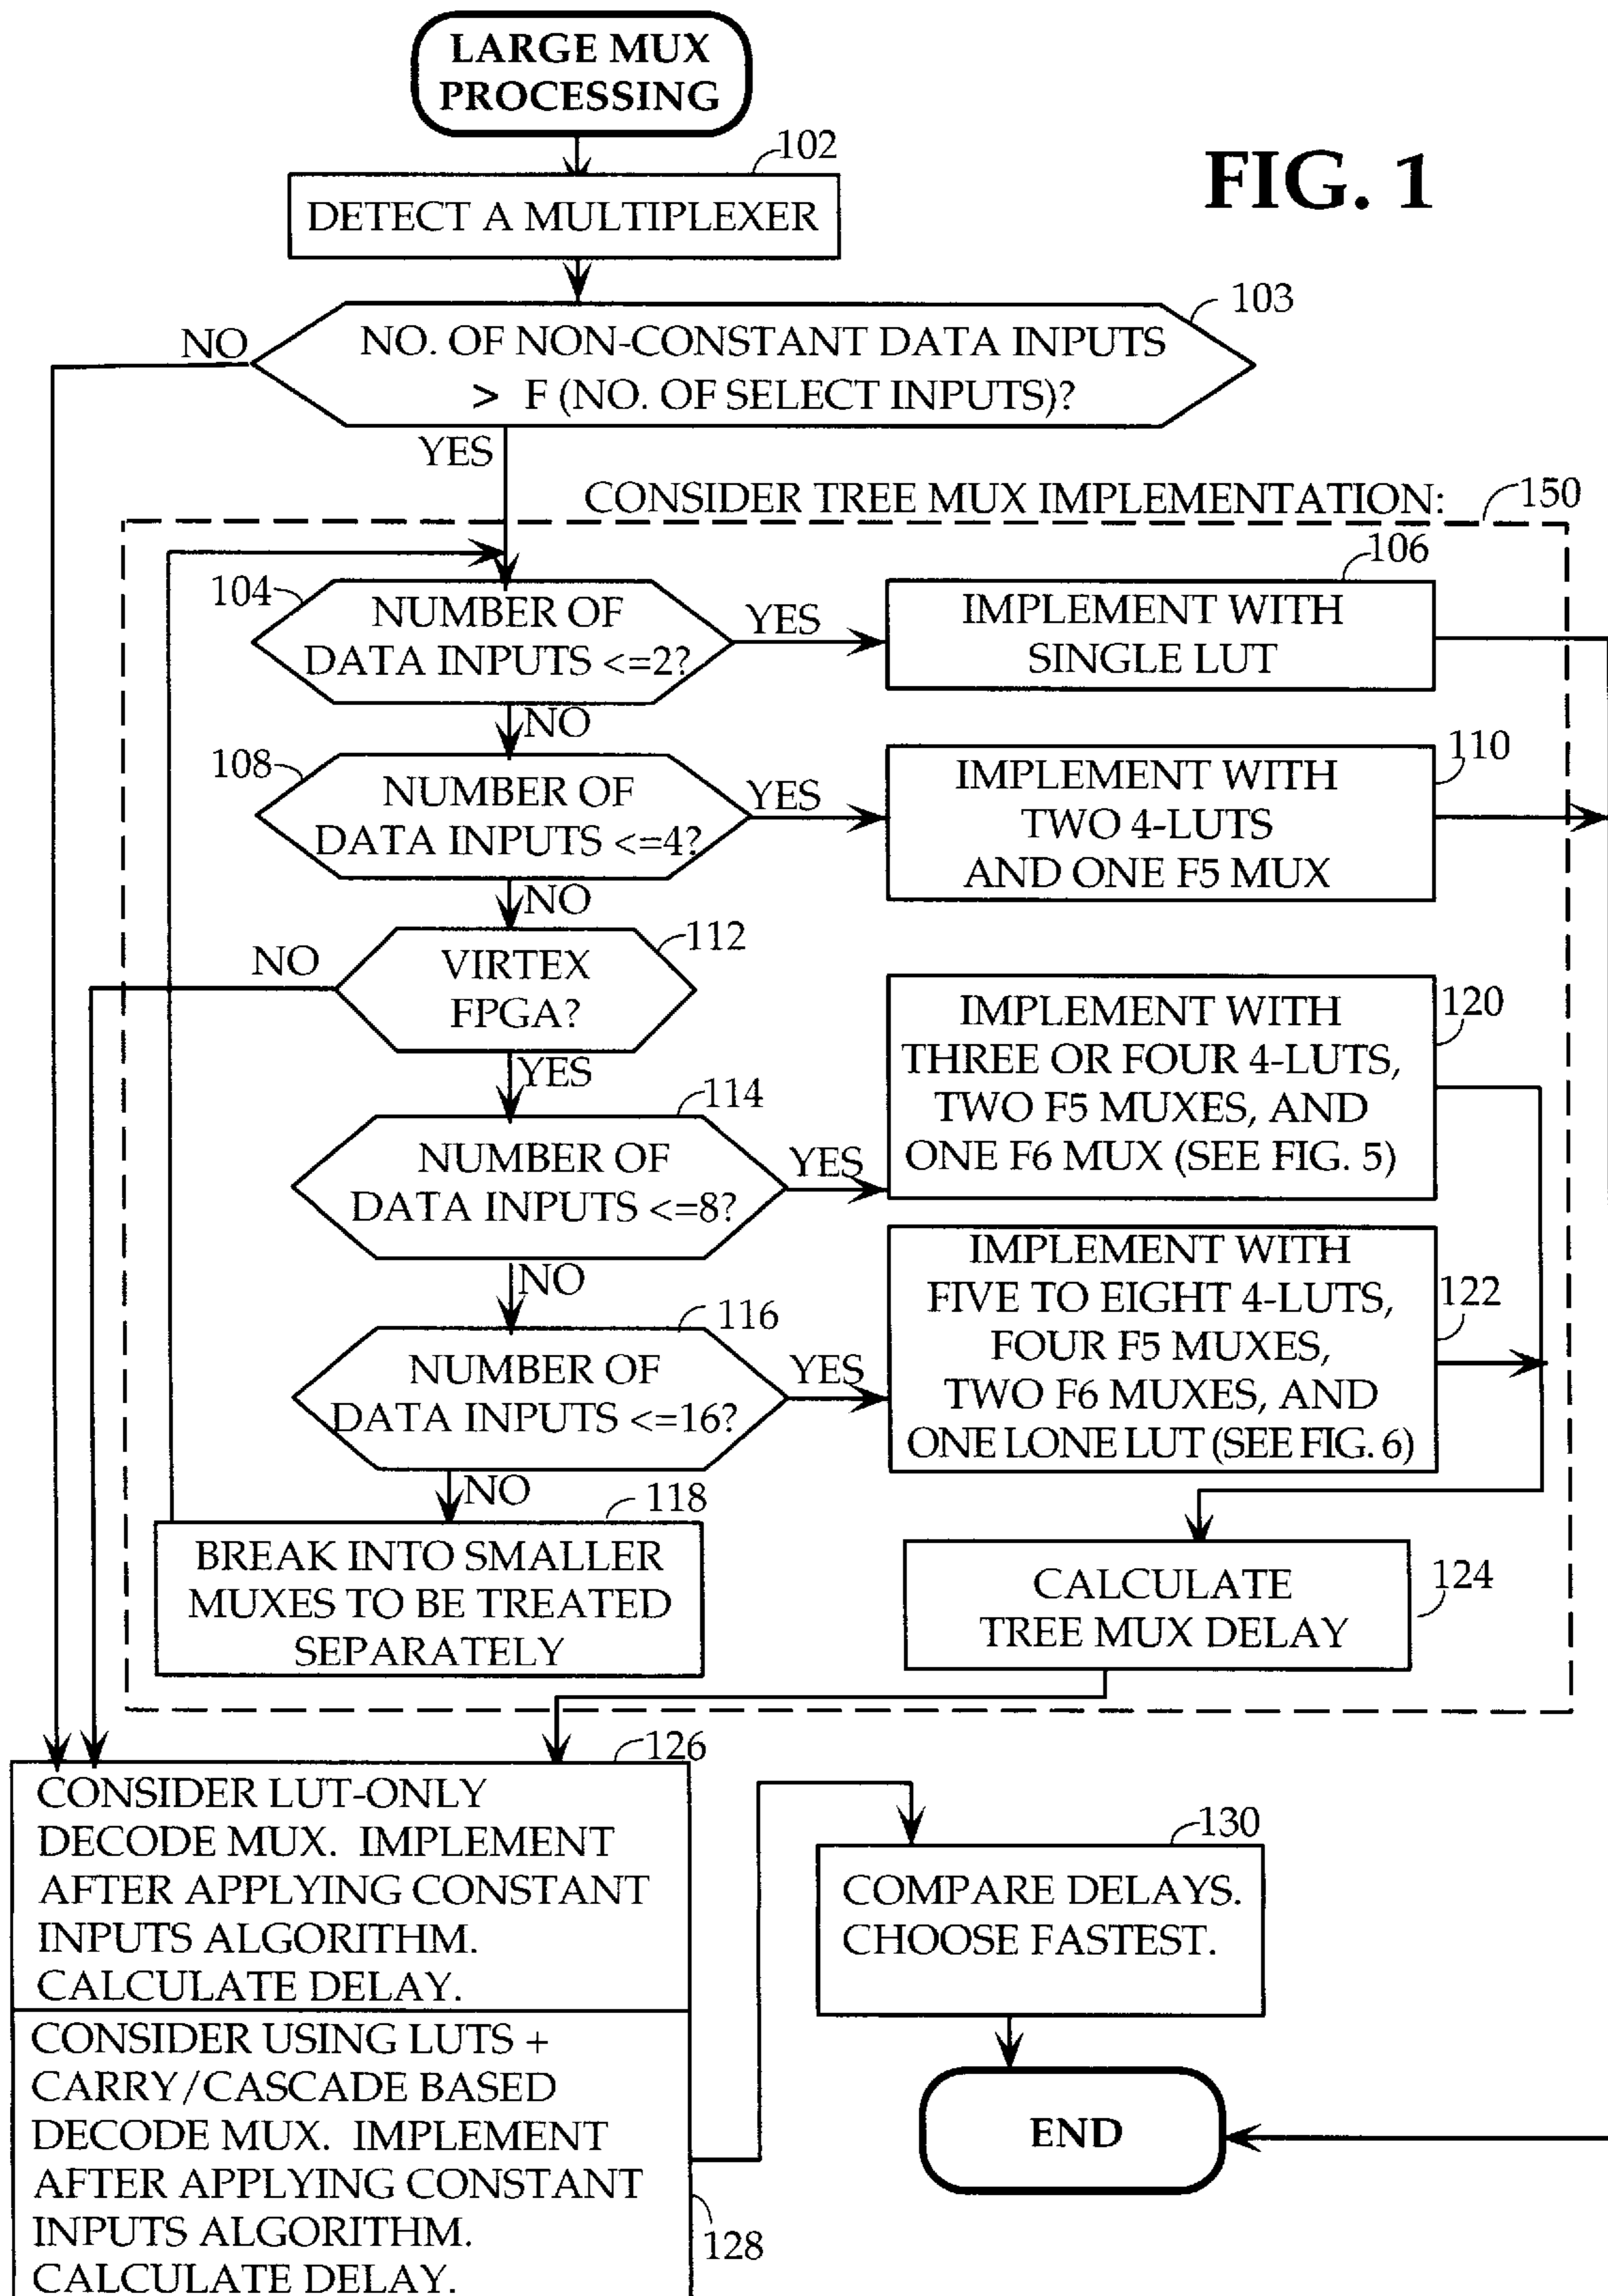 LARGE MUX
PROCESSING
102
FIG. 1
DETECT A MULTIPLEXER
103
NO
NO. OF NON-CONSTANT DATA INPUTS
> F (NO. OF SELECT INPUTS)?
YES
CONSIDER TREE MUX IMPLEMENTATION:
150
104
NUMBER OF
DATA INPUTS <=2?
YES
106
IMPLEMENT WITH
SINGLE LUT
NO
108
NUMBER OF
DATA INPUTS <=4?
YES
110
IMPLEMENT WITH
TWO 4-LUTS
AND ONE F5 MUX
NO
112
NO
VIRTEX
FPGA?
YES
120
IMPLEMENT WITH
THREE OR FOUR 4-LUTS,
TWO F5 MUXES, AND
ONE F6 MUX (SEE FIG. 5)
114
NUMBER OF
DATA INPUTS <=8?
YES
NO
116
NUMBER OF
DATA INPUTS <=16?
YES
122
IMPLEMENT WITH
FIVE TO EIGHT 4-LUTS,
FOUR F5 MUXES,
TWO F6 MUXES, AND
ONE LONE LUT (SEE FIG. 6)
NO
118
BREAK INTO SMALLER
MUXES TO BE TREATED
SEPARATELY
CALCULATE
TREE MUX DELAY
124
126
CONSIDER LUT-ONLY
DECODE MUX. IMPLEMENT
AFTER APPLYING CONSTANT
INPUTS ALGORITHM.
CALCULATE DELAY.
CONSIDER USING LUTS +
CARRY/CASCADE BASED
DECODE MUX. IMPLEMENT
AFTER APPLYING CONSTANT
INPUTS ALGORITHM.
CALCULATE DELAY.
128
130
COMPARE DELAYS.
CHOOSE FASTEST.
END